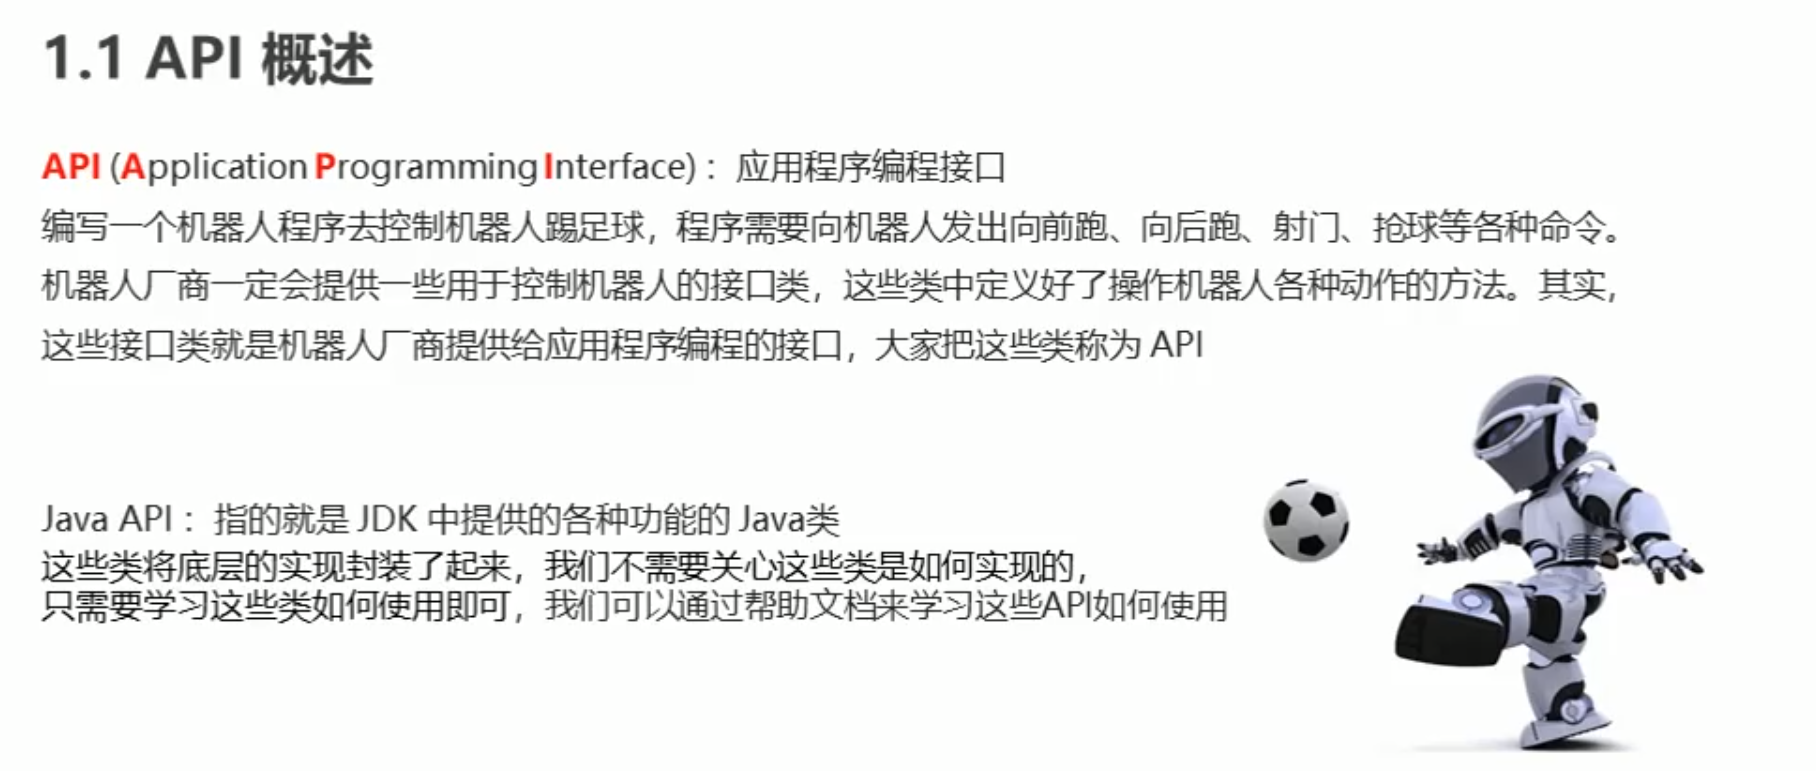 1.1 API 概述
API (Application Programming Interface)：应用程序编程接口
编写一个机器人程序去控制机器人踢足球，程序需要向机器人发出向前跑、向后跑、射门、抢球等各种命令。
机器人厂商一定会提供一些用于控制机器人的接口类，这些类中定义好了操作机器人各种动作的方法。其实，
这些接口类就是机器人厂商提供给应用程序编程的接口，大家把这些类称为 API
Java API：指的就是 JDK 中提供的各种功能的 Java类
这些类将底层的实现封装了起来，我们不需要关心这些类是如何实现的，
只需要学习这些类如何使用即可，我们可以通过帮助文档来学习这些API如何使用